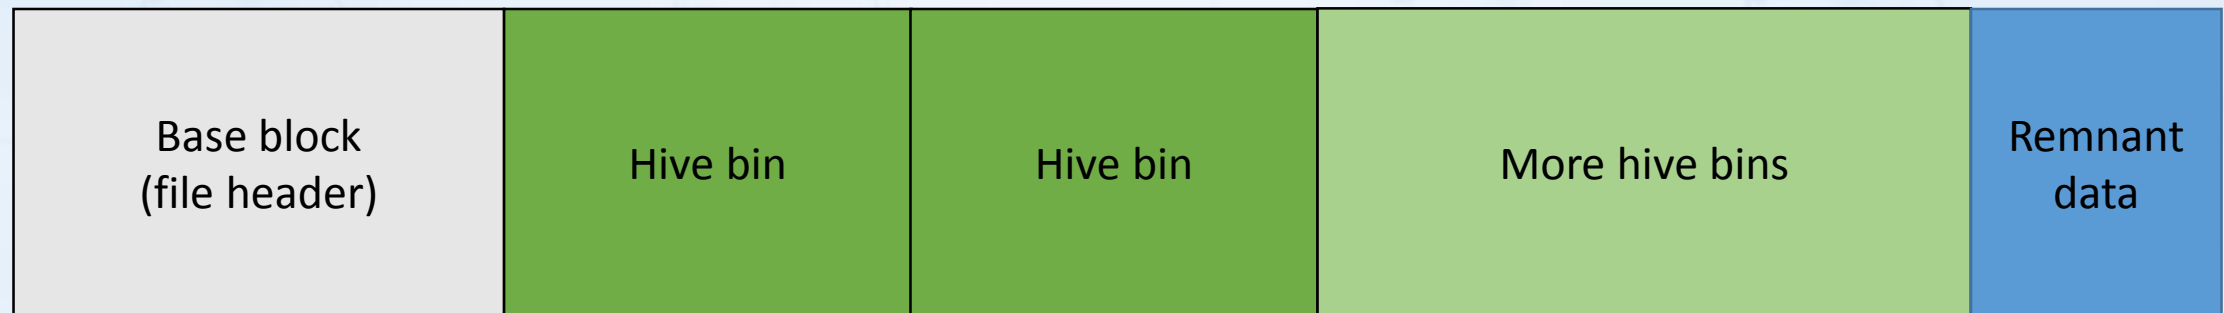 Base block
(file header)
Hive bin
Hive bin
More hive bins
Remnant
data